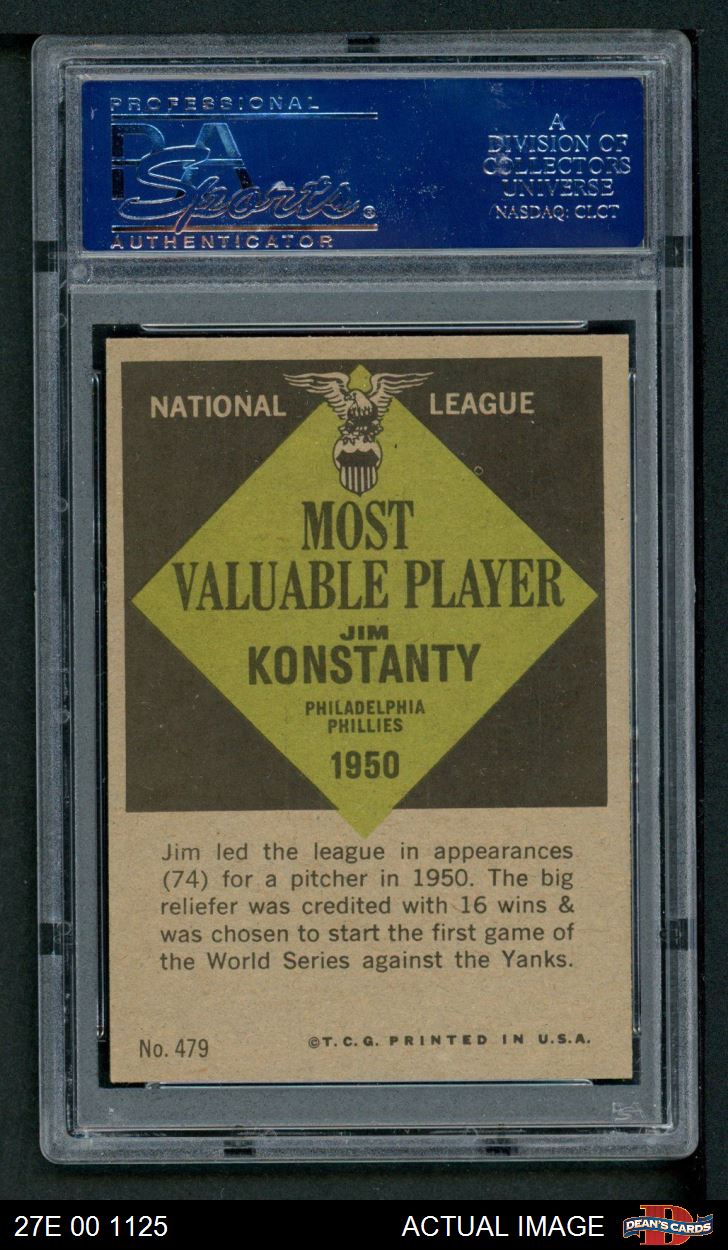 PROFESSIONAL
PSA
Sports®
AUTHENTICATOR
A
DIVISION OF
COLLECTORS
UNIVERSE
NASDAQ: CLCT
NATIONAL LEAGUE
MOST
VALUABLE PLAYER
JIM
KONSTANTY
PHILADELPHIA
PHILLIES
1950
Jim led the league in appearances
(74) for a pitcher in 1950. The big
reliefer was credited with 16 wins &
was chosen to start the first game of
the World Series against the Yanks.
No. 479 ©T.C.G. PRINTED IN U.S.A.
PSA
27E 00 1125 ACTUAL IMAGE DEAN'S CARDS